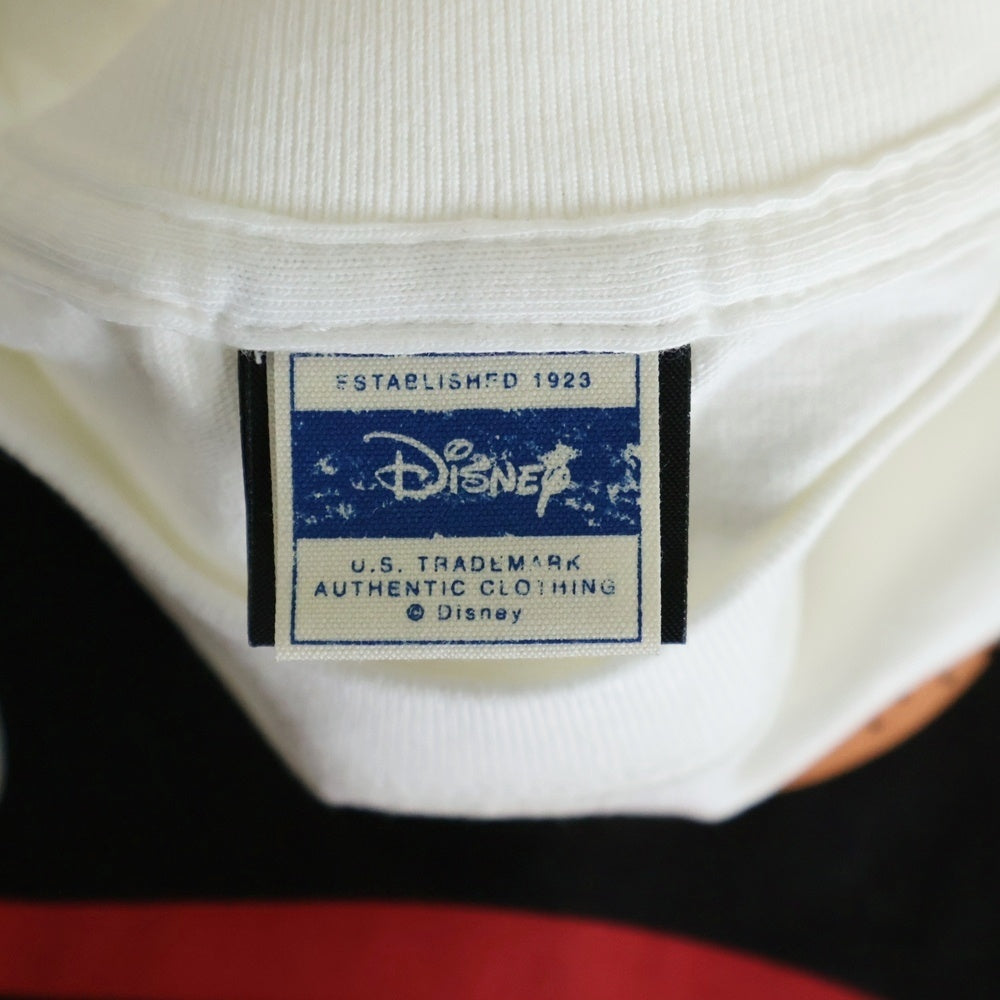 ESTABLISHED 1923
Disney
U.S. TRADEMARK
AUTHENTIC CLOTHING
© Disney